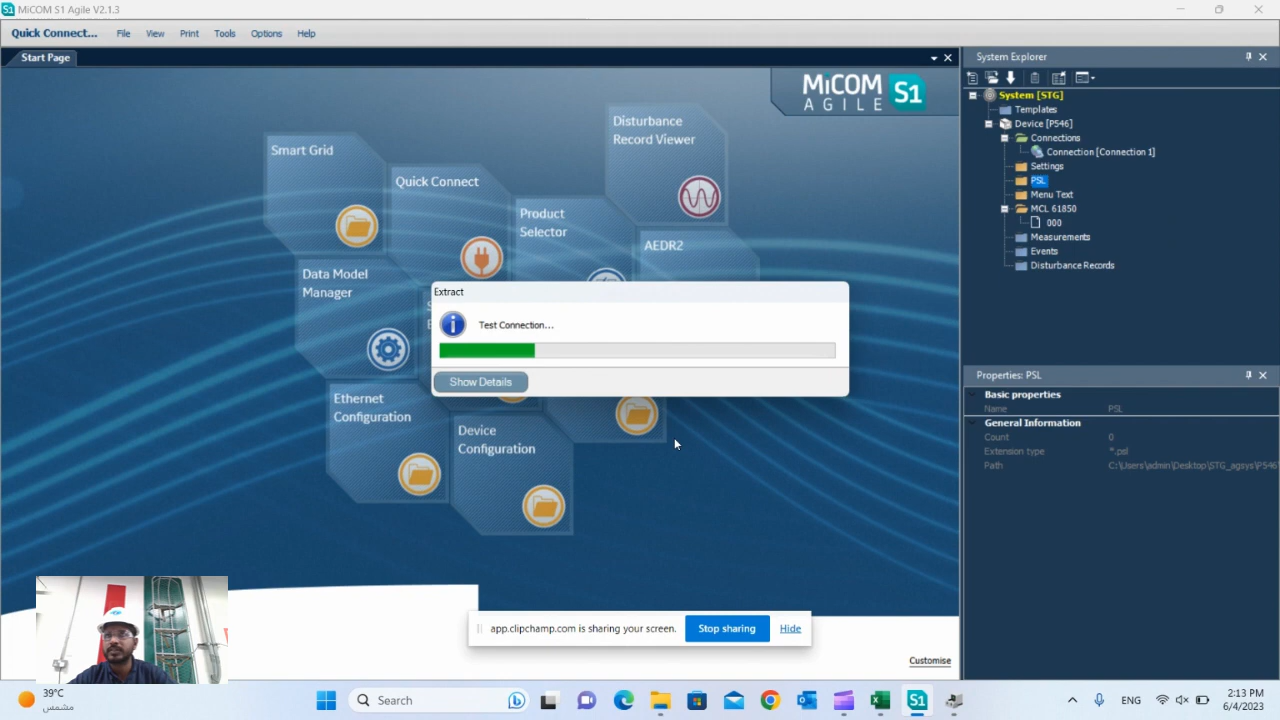 MiCOM S1 Agile V2.1.3
Quick Connect... File View Print Tools Options Help
Start Page
MiCOM
AGILE
S1
Smart Grid
Quick Connect
Product
Selector
Disturbance
Record Viewer
AEDR2
Data Model
Manager
Ethernet
Configuration
Device
Configuration
Extract
Test Connection...
Show Details
app.clipchamp.com is sharing your screen.
Stop sharing
Hide
Customise
System Explorer
System [STG]
Templates
Device [P546]
Connections
Connection [Connection 1]
Settings
PSL
Menu Text
MCL 61850
000
Measurements
Events
Disturbance Records
Properties: PSL
Basic properties
Name PSL
General Information
Count 0
Extension type *.psl
Path C:\Users\admin\Desktop\STG_agsys\P546
39°C
مشمس
Search
S1
ENG
2:13 PM
6/4/2023